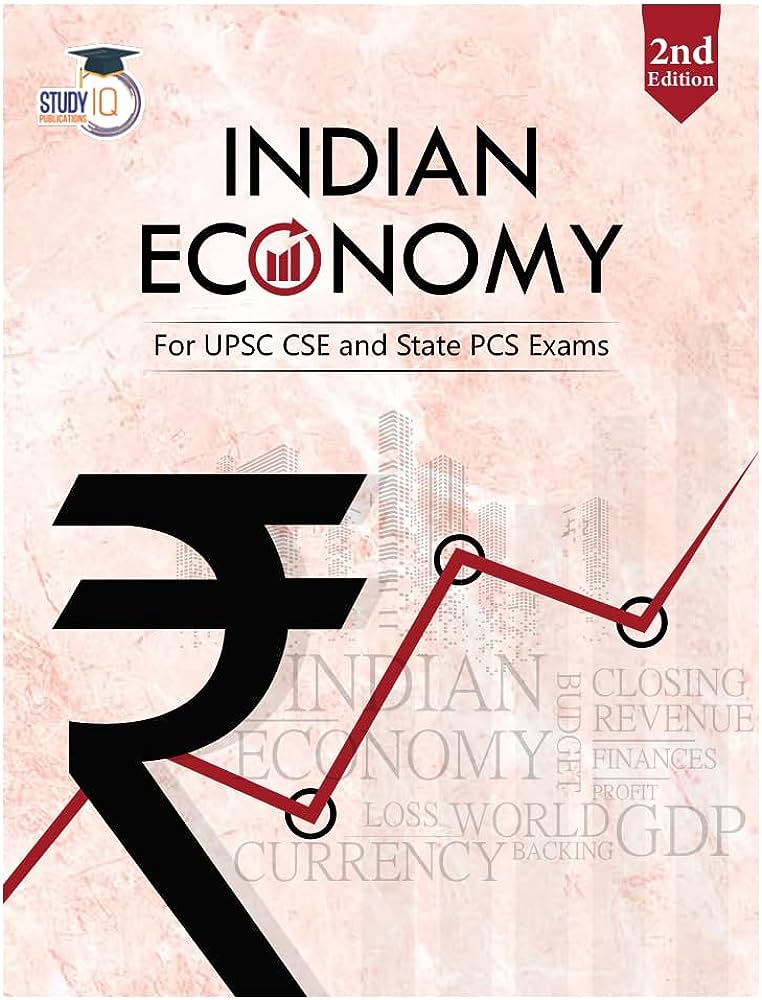 STUDY IQ
PUBLICATIONS
2nd
Edition
INDIAN
ECONOMY
For UPSC CSE and State PCS Exams
₹
INDIAN
ECONOMY
BUDGET
CLOSING
REVENUE
FINANCES
PROFIT
LOSS WORLD
BACKING
GDP
CURRENCY